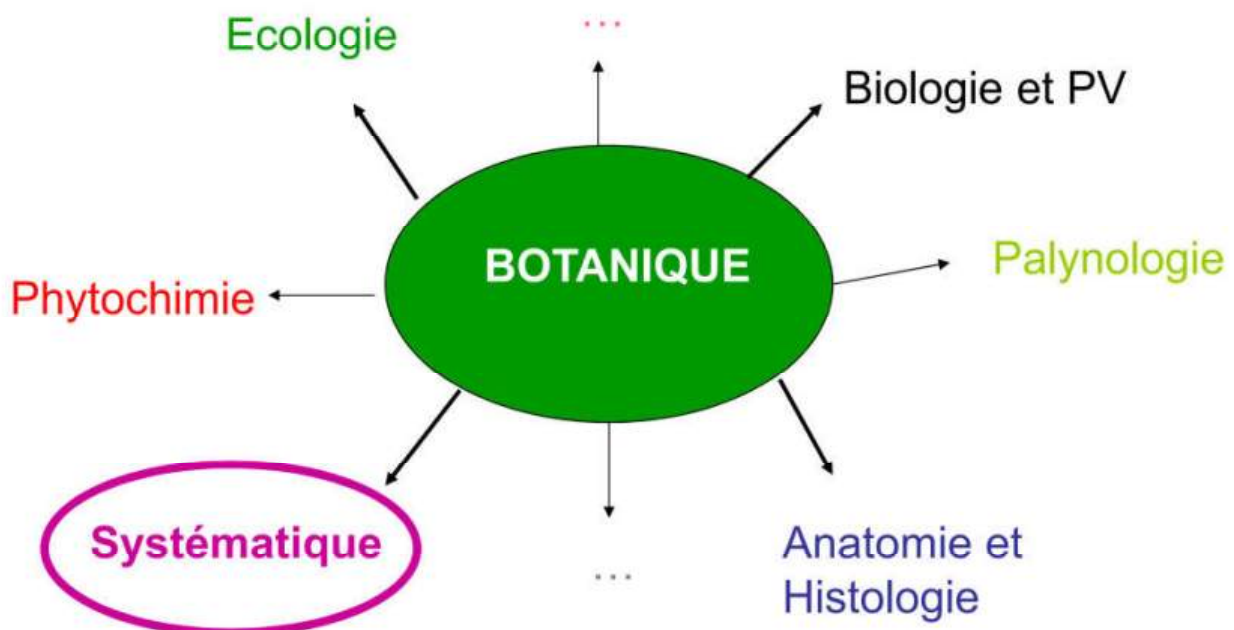 ...
Ecologie
Biologie et PV
BOTANIQUE
Palynologie
Phytochimie
Systématique
...
Anatomie et
Histologie